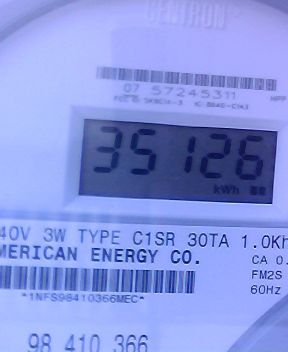 CENTRON
07 57245311
35126
kWh
40V 3W TYPE C1SR 30TA 1.0Kh
MERICAN ENERGY CO.
CA 0.
FM2S
*1NFS98410366MEC*
60Hz
98 410 366